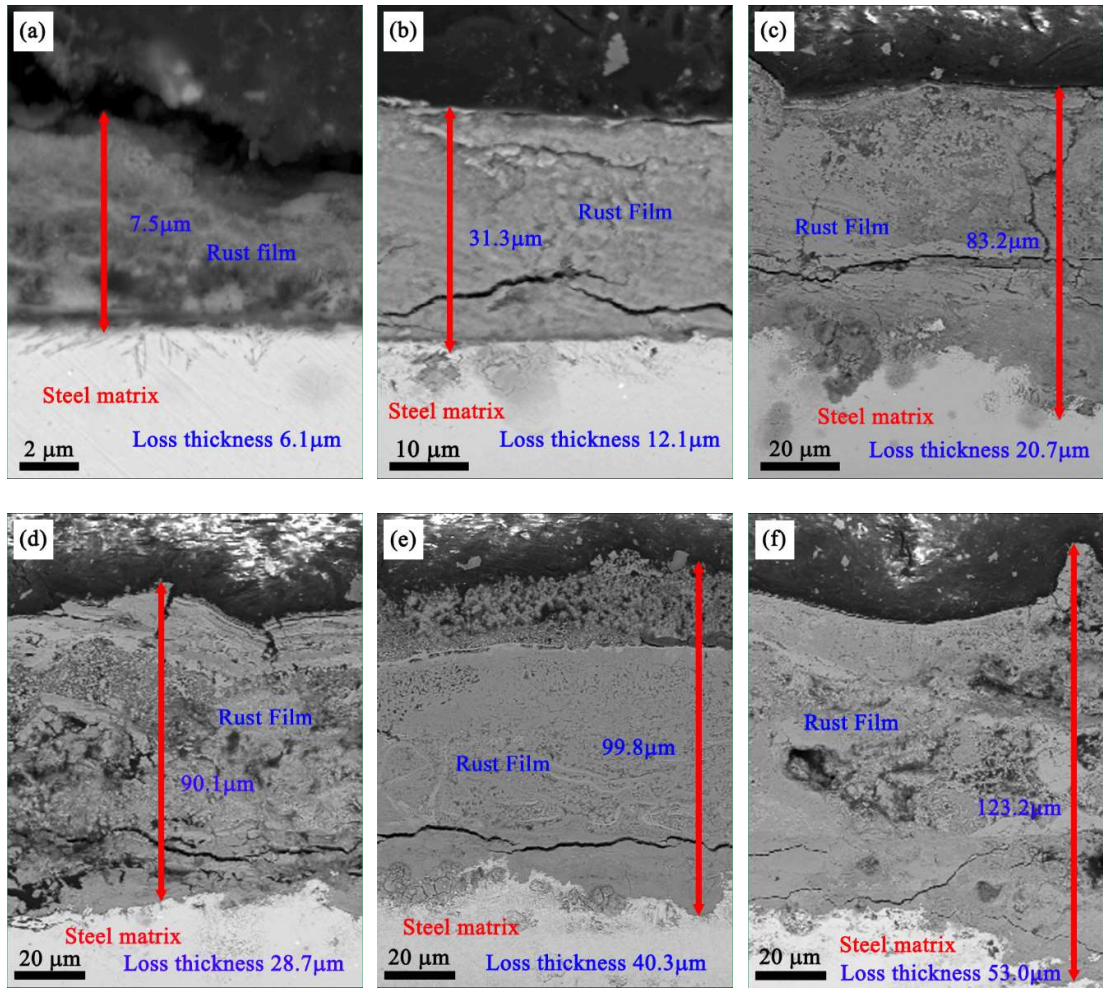 (a)
7.5μm
Rust film
Steel matrix
Loss thickness 6.1μm
2 μm
(b)
Rust Film
31.3μm
Steel matrix
Loss thickness 12.1μm
10 μm
(c)
Rust Film
83.2μm
Steel matrix
Loss thickness 20.7μm
20 μm
(d)
Rust Film
90.1μm
Steel matrix
Loss thickness 28.7μm
20 μm
(e)
99.8μm
Rust Film
Steel matrix
Loss thickness 40.3μm
20 μm
(f)
Rust Film
123.2μm
Steel matrix
Loss thickness 53.0μm
20 μm